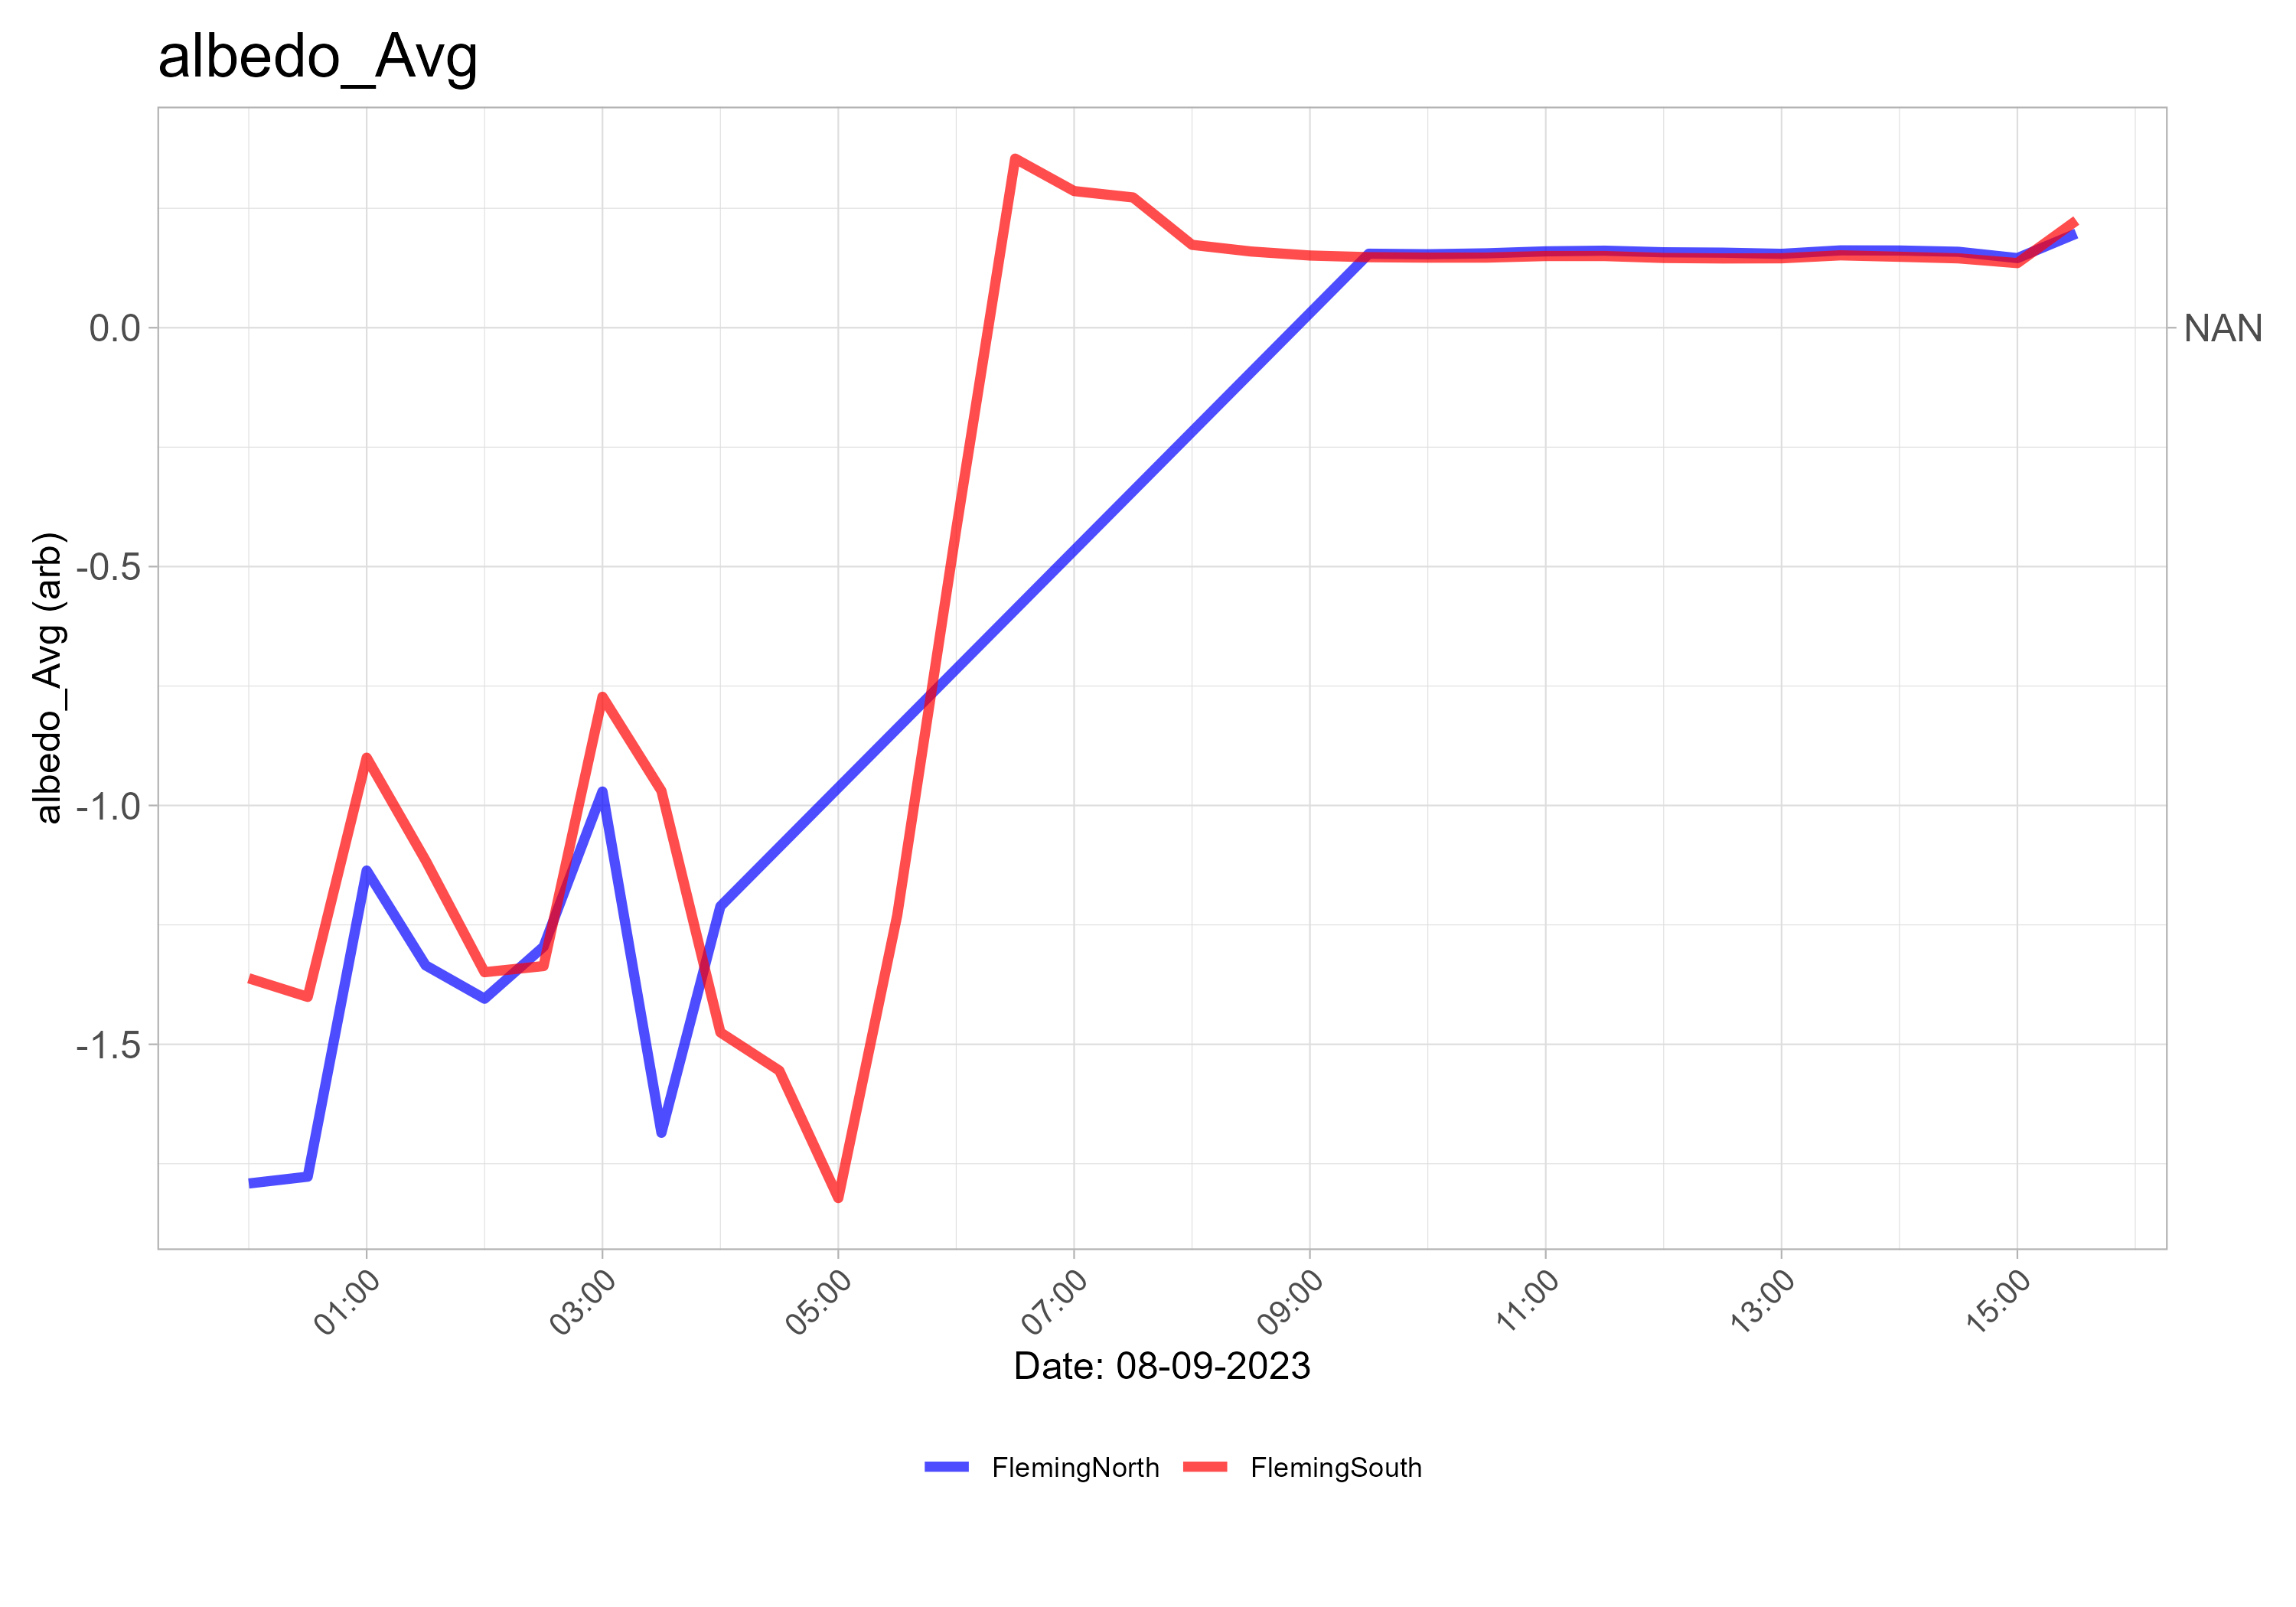 albedo_Avg
albedo_Avg (arb)
0.0
-0.5
-1.0
-1.5
NAN
01:00
03:00
05:00
07:00
09:00
11:00
13:00
15:00
Date: 08-09-2023
FlemingNorth
FlemingSouth